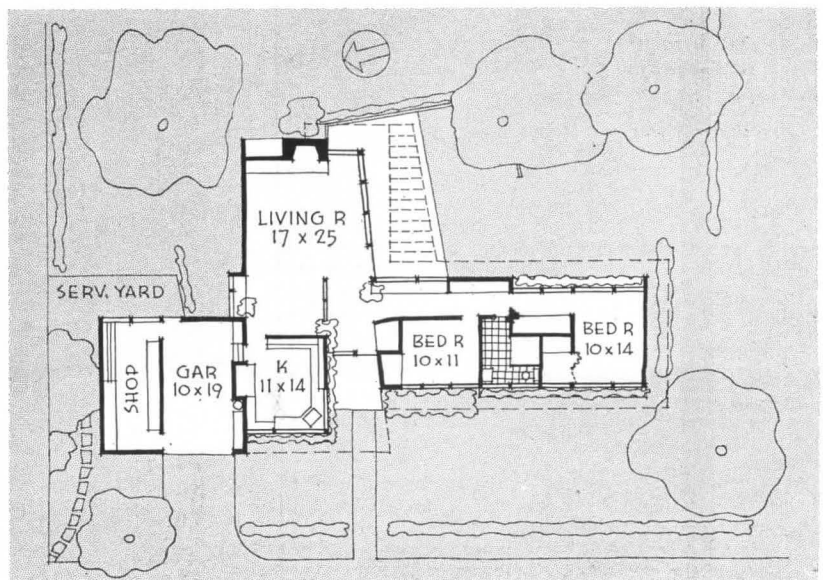 LIVING R
17 x 25
SERV. YARD
SHOP
GAR
10 x 19
K
11 x 14
BED R
10 x 11
BED R
10 x 14